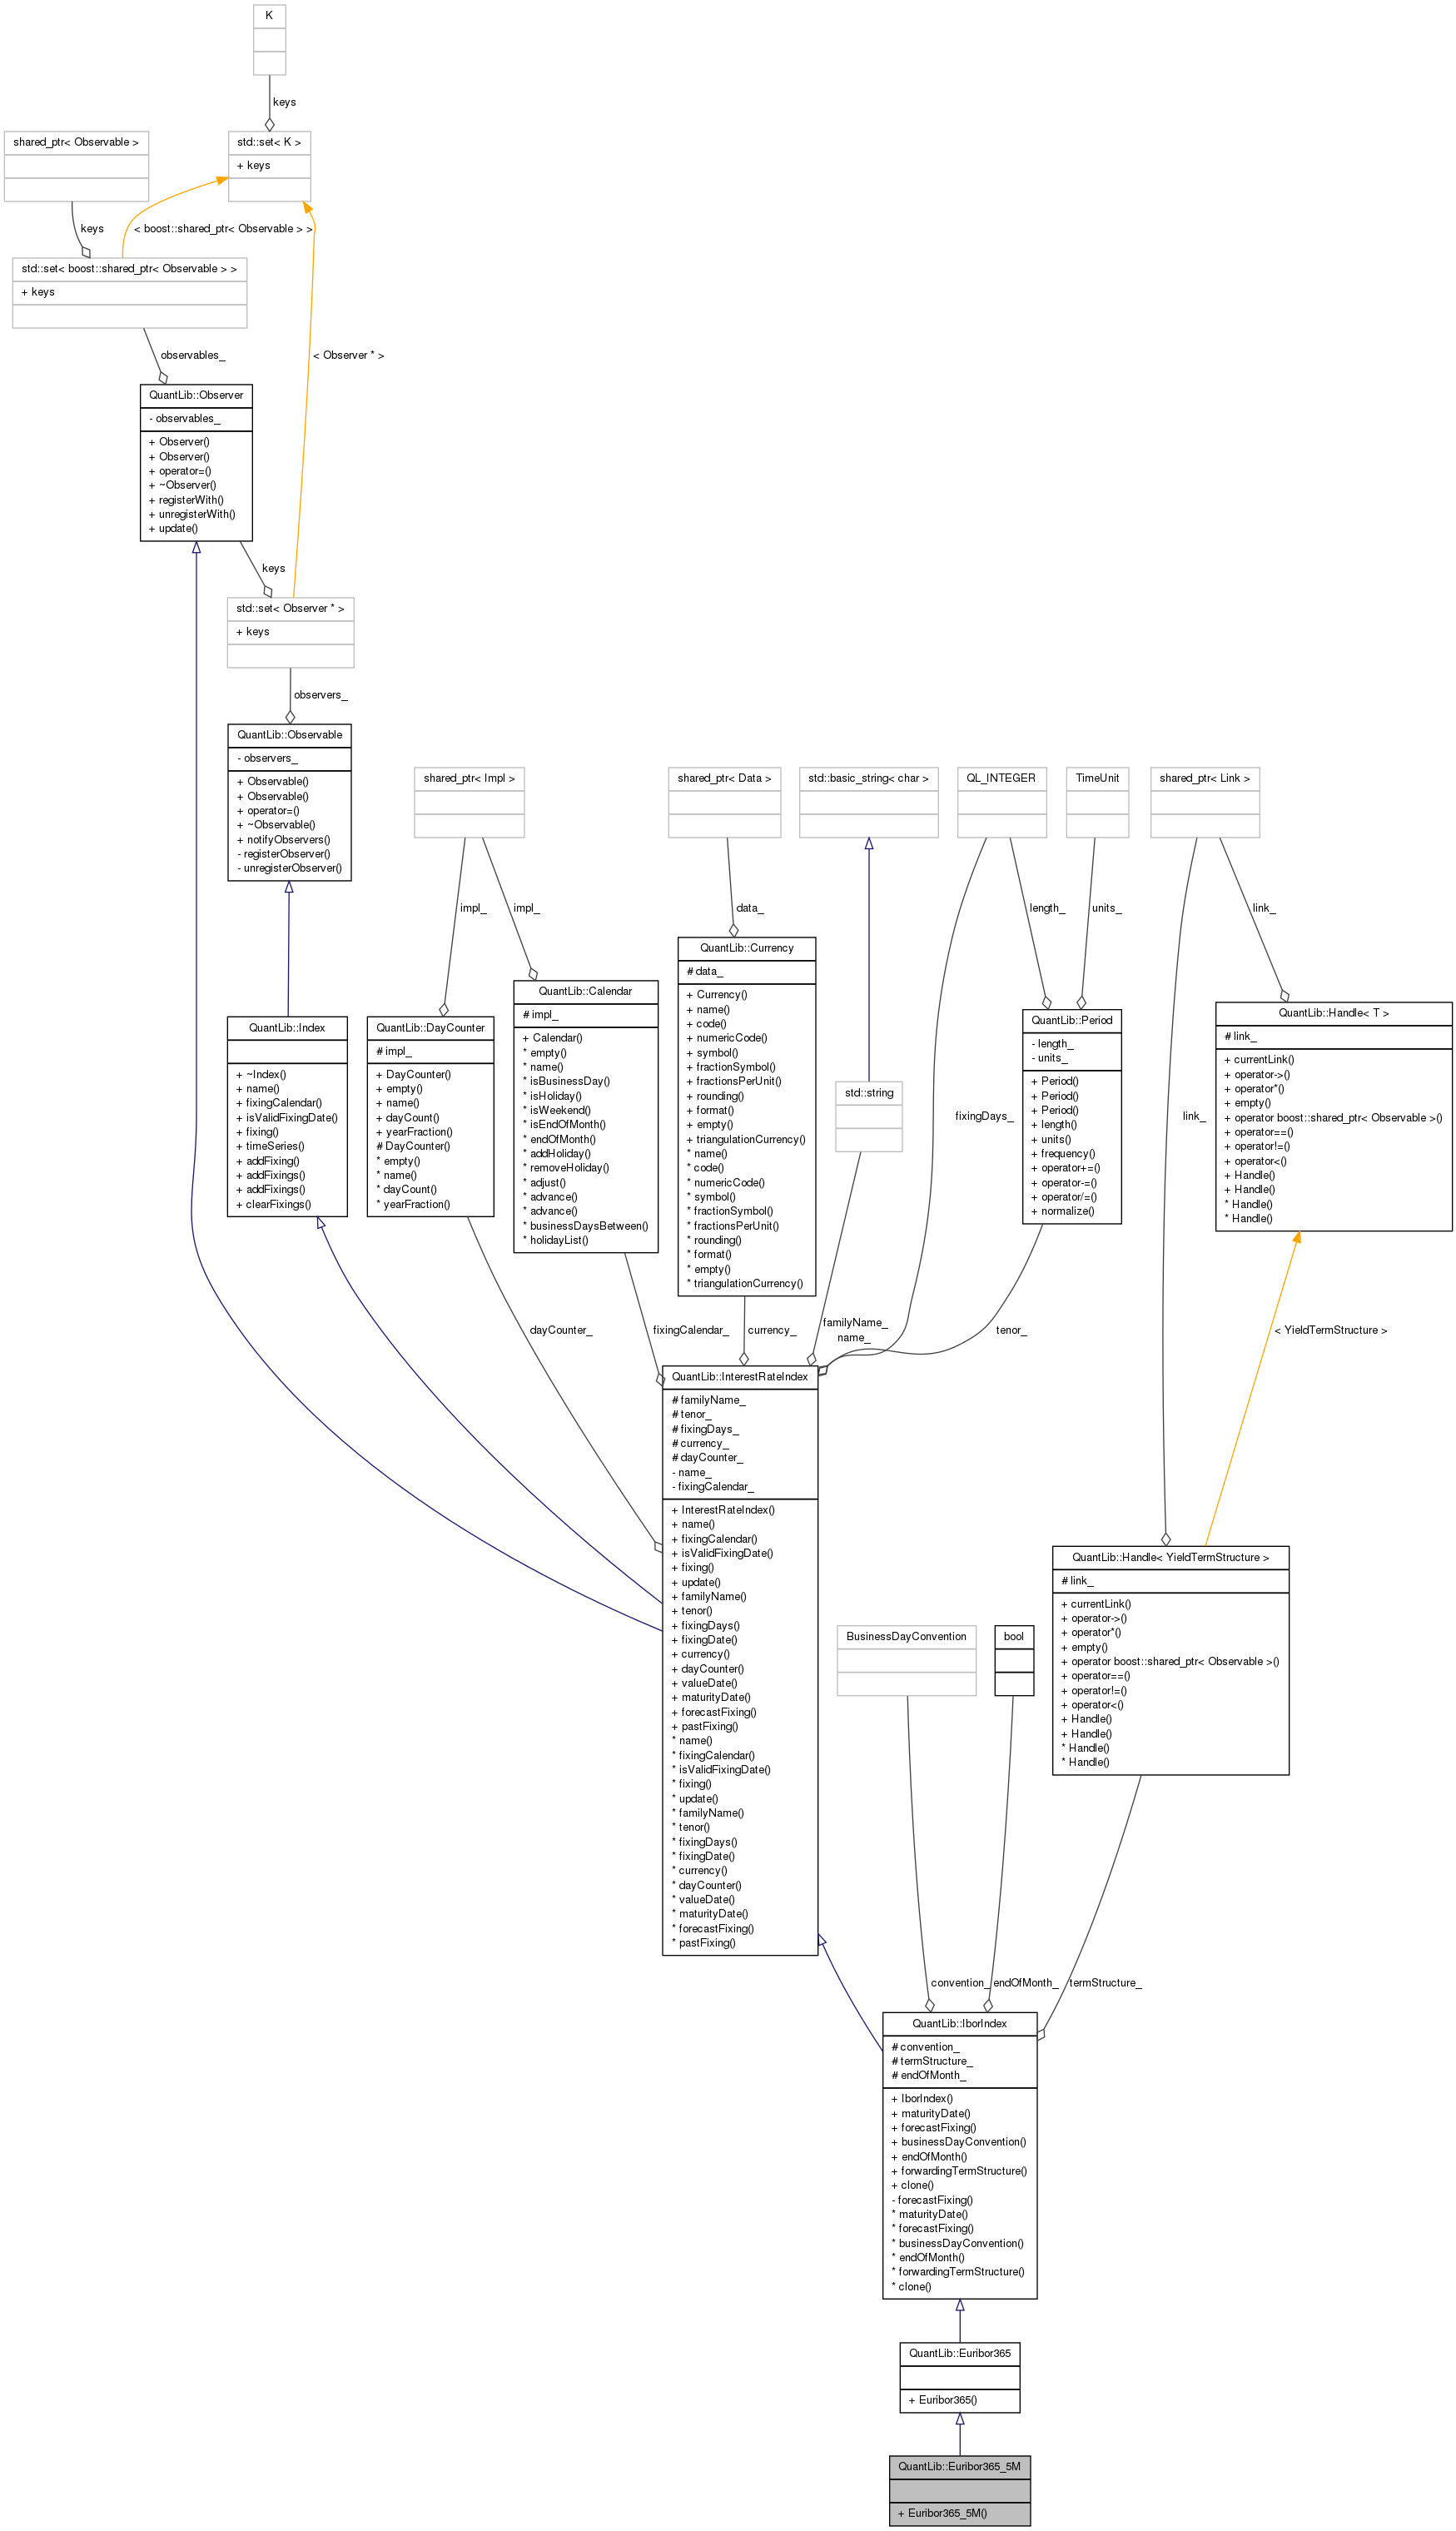 K
keys
shared_ptr< Observable >
std::set< K >
+ keys
keys
< boost::shared_ptr< Observable > >
std::set< boost::shared_ptr< Observable > >
+ keys
observables_
< Observer * >
QuantLib::Observer
- observables_
+ Observer()
+ Observer()
+ operator=()
+ ~Observer()
+ registerWith()
+ unregisterWith()
+ update()
keys
std::set< Observer * >
+ keys
observers_
QuantLib::Observable
- observers_
+ Observable()
+ Observable()
+ operator=()
+ ~Observable()
+ notifyObservers()
- registerObserver()
- unregisterObserver()
shared_ptr< Impl >
shared_ptr< Data >
std::basic_string< char >
QL_INTEGER
TimeUnit
shared_ptr< Link >
impl_
impl_
data_
length_
units_
link_
QuantLib::Index
+ ~Index()
+ name()
+ fixingCalendar()
+ isValidFixingDate()
+ fixing()
+ timeSeries()
+ addFixing()
+ addFixings()
+ addFixings()
+ clearFixings()
QuantLib::DayCounter
# impl_
+ DayCounter()
+ empty()
+ name()
+ dayCount()
+ yearFraction()
# DayCounter()
* empty()
* name()
* dayCount()
* yearFraction()
QuantLib::Calendar
# impl_
+ Calendar()
* empty()
* name()
* isBusinessDay()
* isHoliday()
* isWeekend()
* isEndOfMonth()
* endOfMonth()
* addHoliday()
* removeHoliday()
* adjust()
* advance()
* advance()
* businessDaysBetween()
* holidayList()
QuantLib::Currency
# data_
+ Currency()
+ name()
+ code()
+ numericCode()
+ symbol()
+ fractionSymbol()
+ fractionsPerUnit()
+ rounding()
+ format()
+ empty()
+ triangulationCurrency()
* name()
* code()
* numericCode()
* symbol()
* fractionSymbol()
* fractionsPerUnit()
* rounding()
* format()
* empty()
* triangulationCurrency()
std::string
fixingDays_
QuantLib::Period
- length_
- units_
+ Period()
+ Period()
+ Period()
+ length()
+ units()
+ frequency()
+ operator+=()
+ operator-=()
+ operator/=()
+ normalize()
link_
QuantLib::Handle< T >
# link_
+ currentLink()
+ operator->()
+ operator*()
+ empty()
+ operator boost::shared_ptr< Observable >()
+ operator==()
+ operator!=()
+ operator<()
+ Handle()
+ Handle()
* Handle()
* Handle()
dayCounter_
fixingCalendar_
currency_
familyName_
name_
tenor_
< YieldTermStructure >
QuantLib::InterestRateIndex
# familyName_
# tenor_
# fixingDays_
# currency_
# dayCounter_
- name_
- fixingCalendar_
+ InterestRateIndex()
+ name()
+ fixingCalendar()
+ isValidFixingDate()
+ fixing()
+ update()
+ familyName()
+ tenor()
+ fixingDays()
+ fixingDate()
+ currency()
+ dayCounter()
+ valueDate()
+ maturityDate()
+ forecastFixing()
+ pastFixing()
* name()
* fixingCalendar()
* isValidFixingDate()
* fixing()
* update()
* familyName()
* tenor()
* fixingDays()
* fixingDate()
* currency()
* dayCounter()
* valueDate()
* maturityDate()
* forecastFixing()
* pastFixing()
BusinessDayConvention
bool
QuantLib::Handle< YieldTermStructure >
# link_
+ currentLink()
+ operator->()
+ operator*()
+ empty()
+ operator boost::shared_ptr< Observable >()
+ operator==()
+ operator!=()
+ operator<()
+ Handle()
+ Handle()
* Handle()
* Handle()
convention_
endOfMonth_
termStructure_
QuantLib::IborIndex
# convention_
# termStructure_
# endOfMonth_
+ IborIndex()
+ maturityDate()
+ forecastFixing()
+ businessDayConvention()
+ endOfMonth()
+ forwardingTermStructure()
+ clone()
- forecastFixing()
* maturityDate()
* forecastFixing()
* businessDayConvention()
* endOfMonth()
* forwardingTermStructure()
* clone()
QuantLib::Euribor365
+ Euribor365()
QuantLib::Euribor365_5M
+ Euribor365_5M()